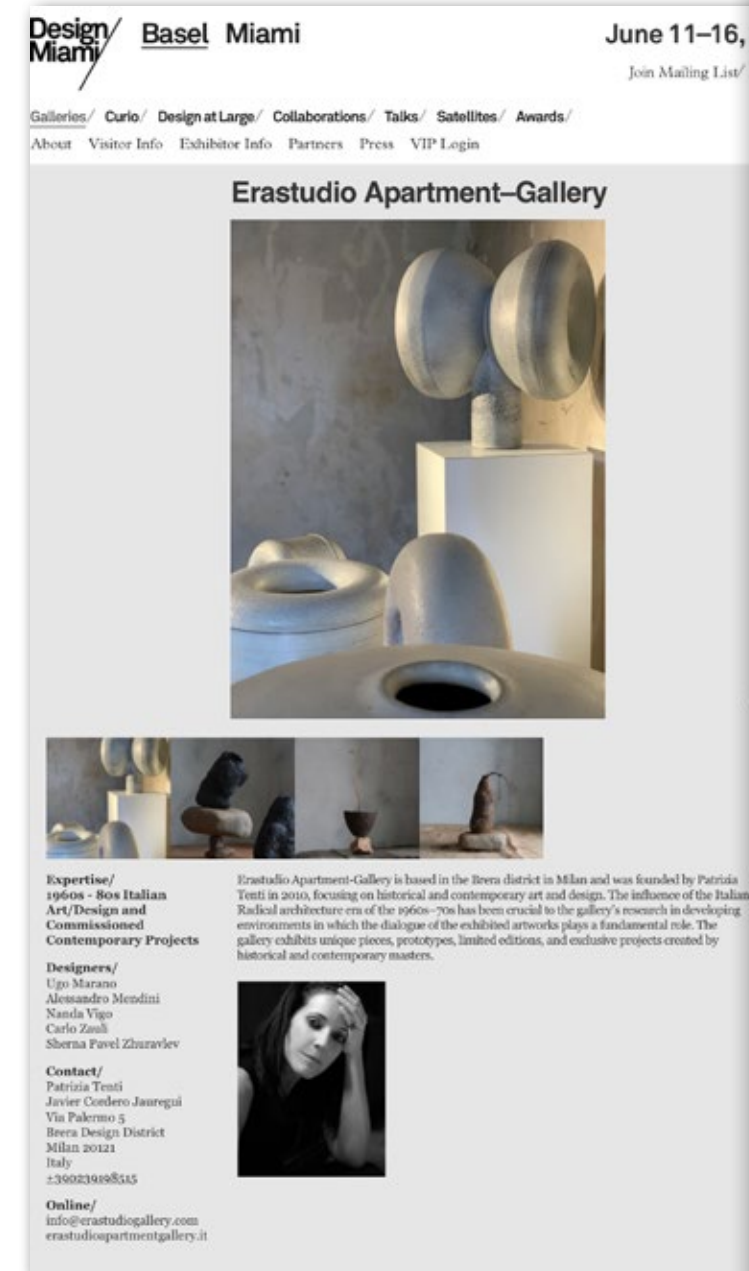 Design/
Miami/
Basel Miami
June 11–16,
Join Mailing List/
Galleries/ Curio/ Design at Large/ Collaborations/ Talks/ Satellites/ Awards/
About Visitor Info Exhibitor Info Partners Press VIP Login
Erastudio Apartment–Gallery
Expertise/
1960s - 80s Italian
Art/Design and
Commissioned
Contemporary Projects
Designers/
Ugo Marano
Alessandro Mendini
Nanda Vigo
Carlo Zauli
Sherna Pavel Zhuravlev
Contact/
Patrizia Tenti
Javier Cordero Jauregui
Via Palermo 5
Brera Design District
Milan 20121
Italy
+390239198515
Online/
info@erastudiogallery.com
erastudioapartmentgallery.it
Erastudio Apartment-Gallery is based in the Brera district in Milan and was founded by Patrizia
Tenti in 2010, focusing on historical and contemporary art and design. The influence of the Italian
Radical architecture era of the 1960s–70s has been crucial to the gallery's research in developing
environments in which the dialogue of the exhibited artworks plays a fundamental role. The
gallery exhibits unique pieces, prototypes, limited editions, and exclusive projects created by
historical and contemporary masters.